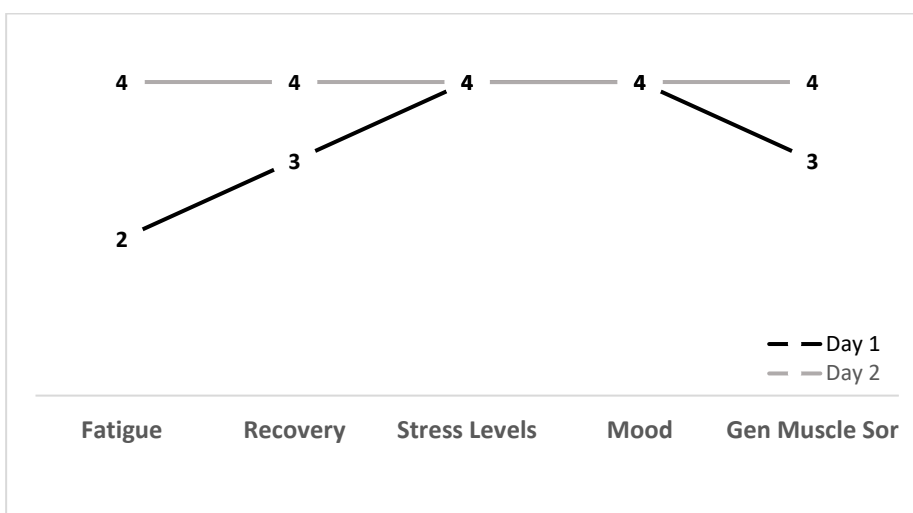 4 4 4 4 4
3 3
2
Day 1
Day 2
Fatigue Recovery Stress Levels Mood Gen Muscle Sor